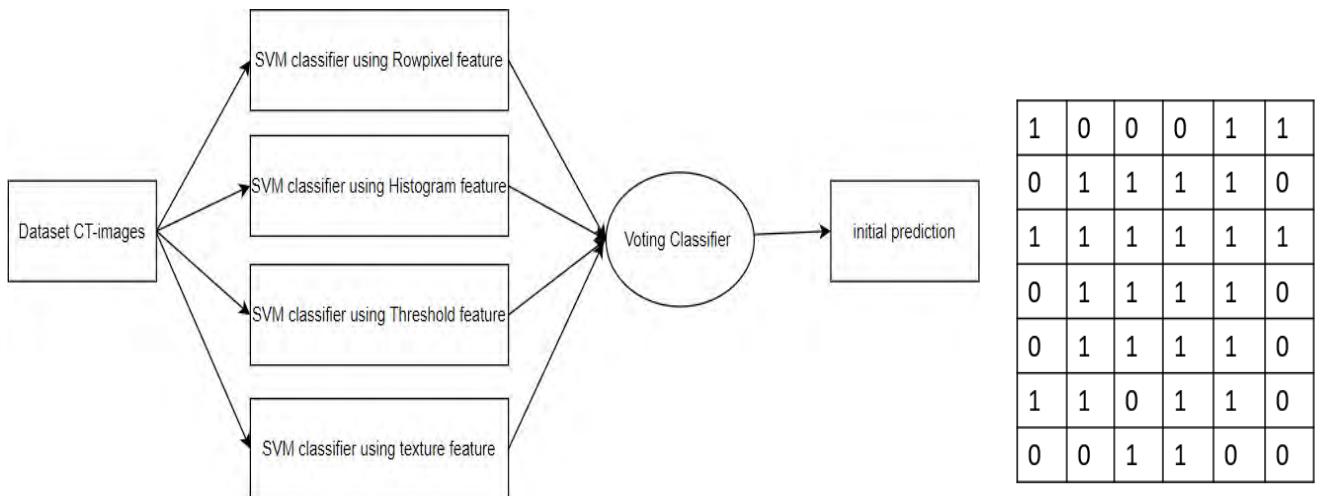 SVM classifier using Rowpixel feature
SVM classifier using Histogram feature
Dataset CT-images
Voting Classifier
initial prediction
SVM classifier using Threshold feature
SVM classifier using texture feature
1 0 0 0 1 1
0 1 1 1 1 0
1 1 1 1 1 1
0 1 1 1 1 0
0 1 1 1 1 0
1 1 0 1 1 0
0 0 1 1 0 0